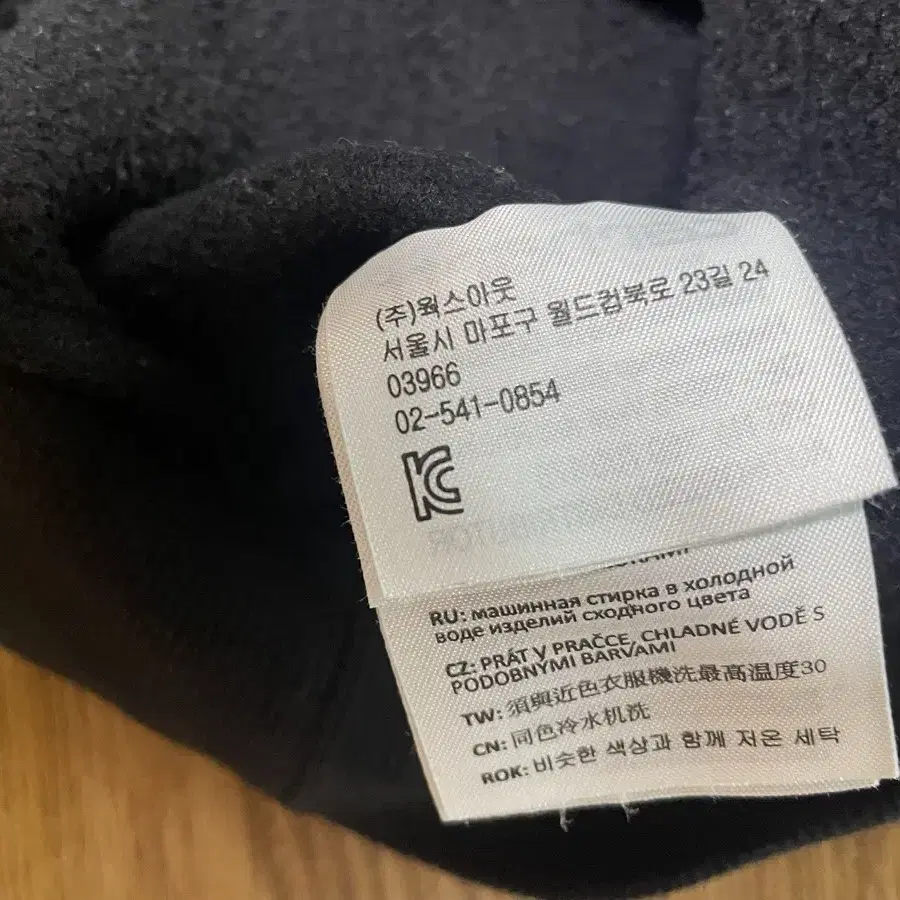 (주)웍스아웃
서울시 마포구 월드컵북로 23길 24
03966
02-541-0854
KC
RU: машинная стирка в холодной
воде изделий сходного цвета
CZ: PRÁT V PRAČCE, CHLADNÉ VODĚ S
PODOBNÝMI BARVAMI
TW: 須與近色衣服機洗最高溫度30
CN: 同色冷水机洗
ROK: 비슷한 색상과 함께 저온 세탁